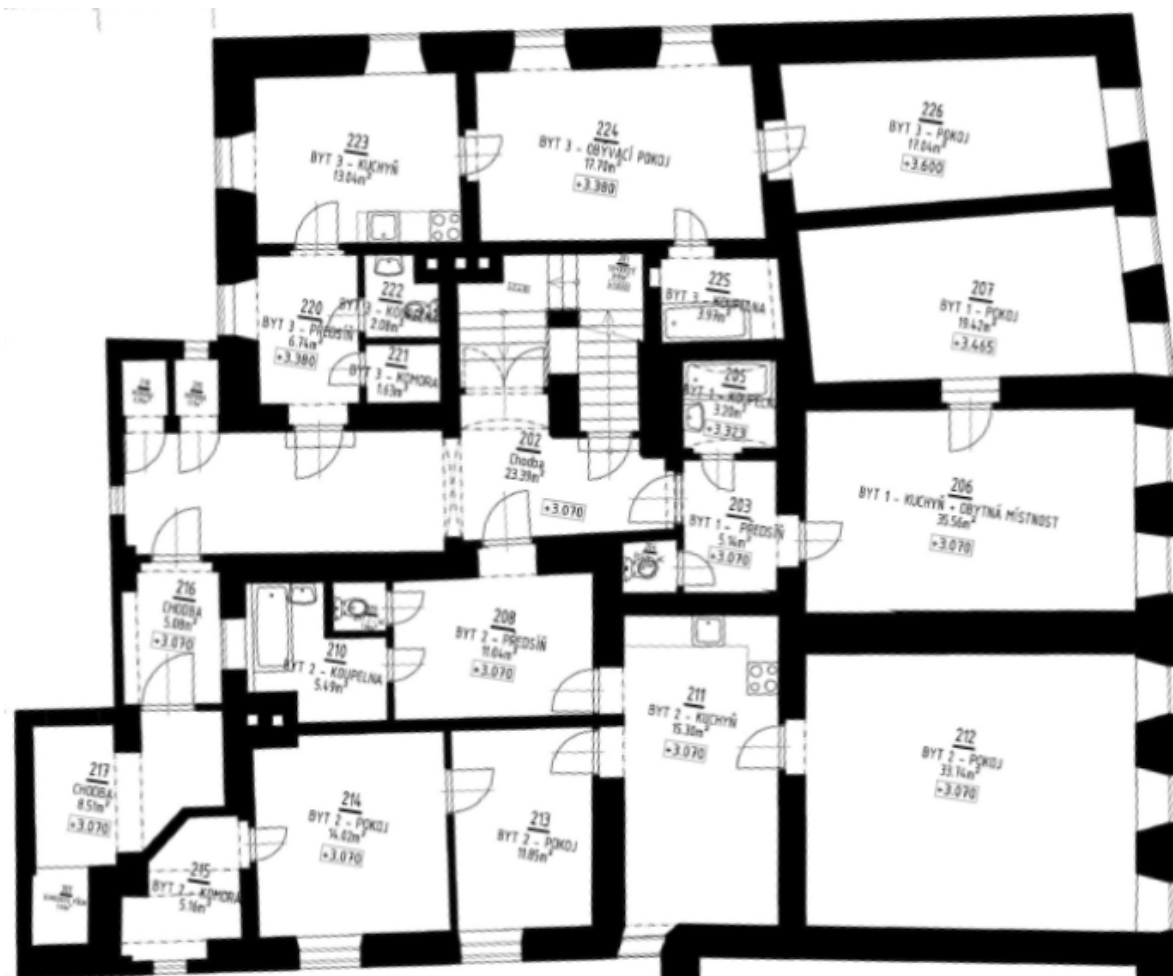 223
BYT 3 - KUCHYŇ
13.04m²
224
BYT 3 - OBÝVACÍ POKOJ
17.70m²
+3.380
226
BYT 3 - POKOJ
17.04m²
+3.600
207
BYT 1 - POKOJ
19.42m²
+3.465
225
BYT 3 - KOUPELNA
3.97m²
220
BYT 3 - PŘEDSÍŇ
6.74m²
+3.380
222
2.08m²
221
BYT 3 - KOMORA
1.63m²
205
BYT 1 - KOUPELNA
3.20m²
+3.323
202
Chodba
23.39m²
+3.070
203
BYT 1 - PŘEDSÍŇ
5.14m²
+3.070
206
BYT 1 - KUCHYŇ + OBYTNÁ MÍSTNOST
35.56m²
+3.070
216
CHODBA
5.08m²
+3.070
208
BYT 2 - PŘEDSÍŇ
11.04m²
+3.070
210
BYT 2 - KOUPELNA
5.49m²
211
BYT 2 - KUCHYŇ
15.30m²
+3.070
212
BYT 2 - POKOJ
33.74m²
+3.070
217
CHODBA
8.51m²
+3.070
214
BYT 2 - POKOJ
14.02m²
+3.070
213
BYT 2 - POKOJ
11.85m²
215
BYT 2 - KOMORA
5.16m²